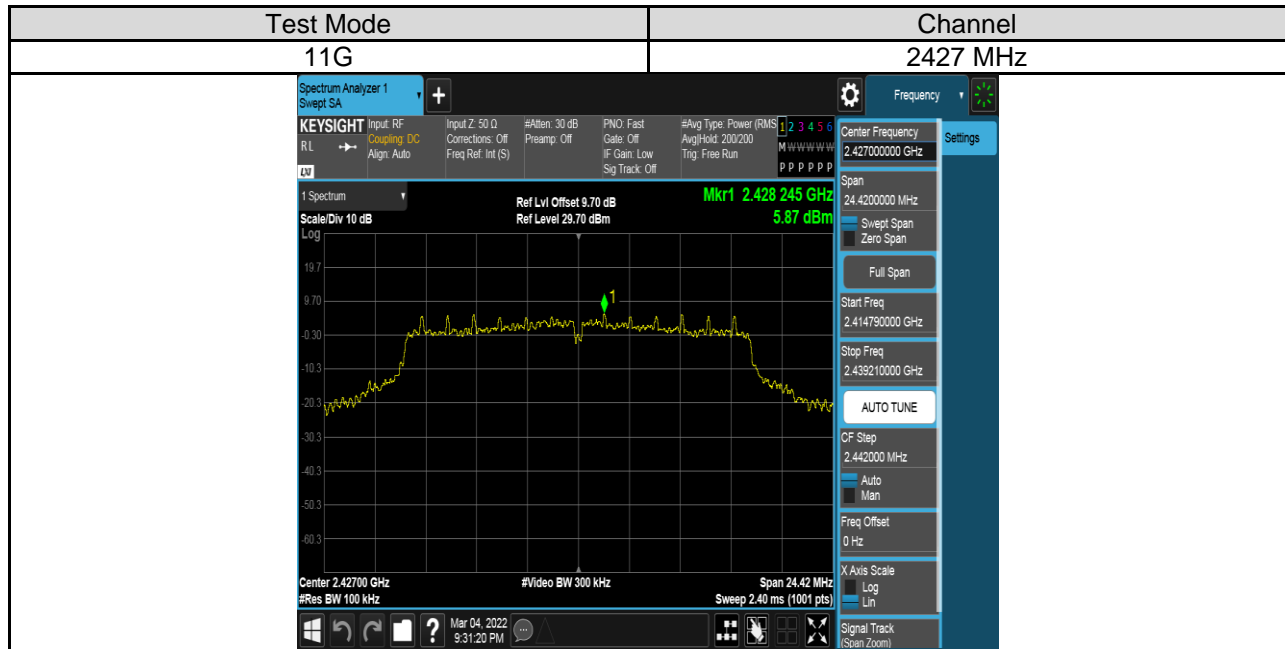 Test Mode Channel
11G 2427 MHz
Spectrum Analyzer 1
Swept SA
+
Frequency
KEYSIGHT
RL
LXI
Input: RF
Coupling: DC
Align: Auto
Input Z: 50 Ω
Corrections: Off
Freq Ref: Int (S)
#Atten: 30 dB
Preamp: Off
PNO: Fast
Gate: Off
IF Gain: Low
Sig Track: Off
#Avg Type: Power (RMS
Avg|Hold: 200/200
Trig: Free Run
1 2 3 4 5 6
M W W W W W
P P P P P P
1 Spectrum
Scale/Div 10 dB
Log
Ref Lvl Offset 9.70 dB
Ref Level 29.70 dBm
Mkr1 2.428 245 GHz
5.87 dBm
19.7
9.70
-0.30
-10.3
-20.3
-30.3
-40.3
-50.3
-60.3
1
Center 2.42700 GHz
#Res BW 100 kHz
#Video BW 300 kHz
Span 24.42 MHz
Sweep 2.40 ms (1001 pts)
?
Mar 04, 2022
9:31:20 PM
Settings
Center Frequency
2.427000000 GHz
Span
24.4200000 MHz
Swept Span
Zero Span
Full Span
Start Freq
2.414790000 GHz
Stop Freq
2.439210000 GHz
AUTO TUNE
CF Step
2.442000 MHz
Auto
Man
Freq Offset
0 Hz
X Axis Scale
Log
Lin
Signal Track
(Span Zoom)